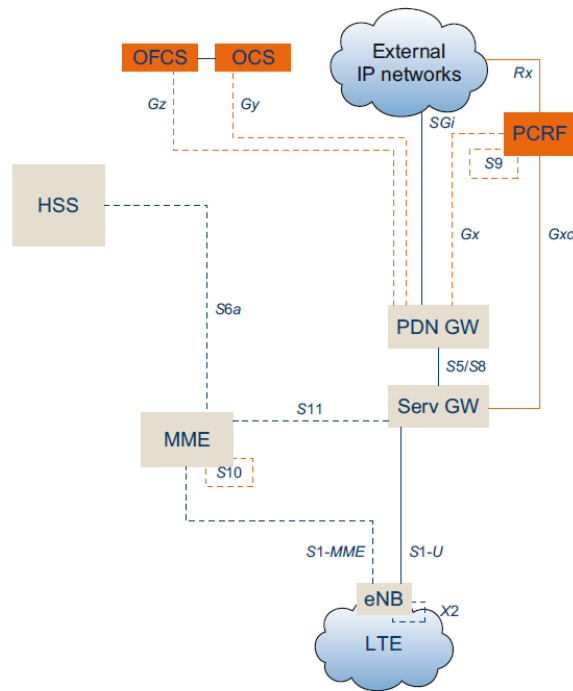 OFCS
OCS
External
IP networks
Rx
Gz
Gy
SGi
PCRF
S9
HSS
Gx
Gxc
S6a
PDN GW
S5/S8
S11
Serv GW
MME
S10
S1-MME
S1-U
eNB
X2
LTE